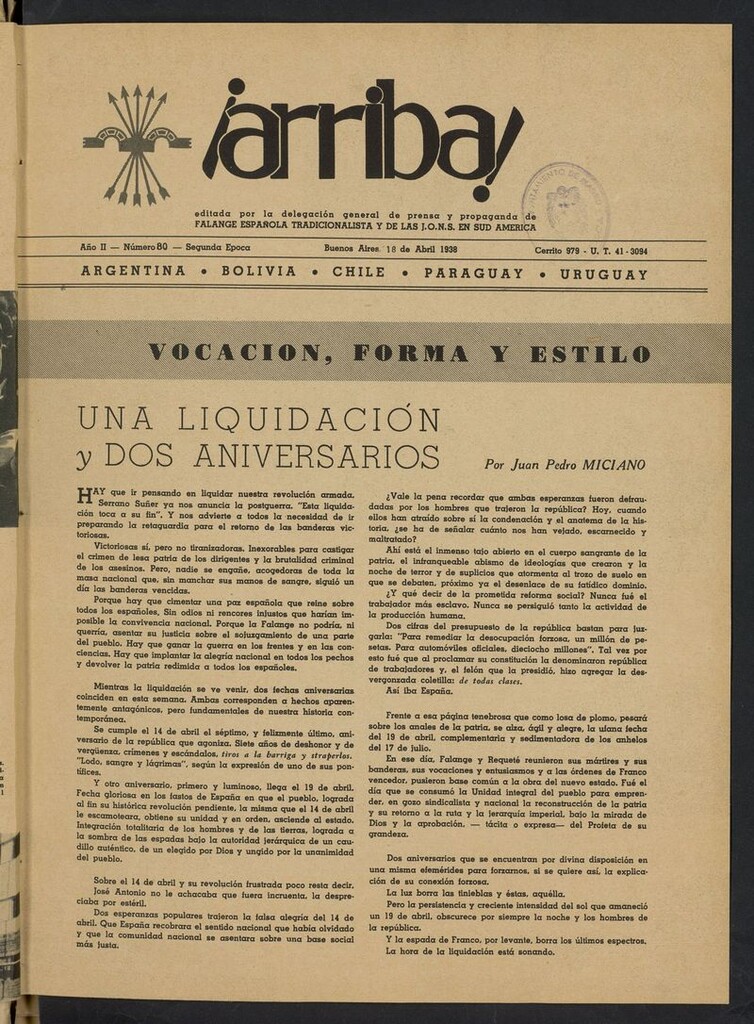 ¡arriba!
editada por la delegación general de prensa y propaganda de
FALANGE ESPAÑOLA TRADICIONALISTA Y DE LAS J.O.N.S. EN SUD AMERICA
Año II — Número 80 — Segunda Epoca
Buenos Aires, 18 de Abril 1938
Cerrito 979 - U. T. 41-3094
ARGENTINA • BOLIVIA • CHILE • PARAGUAY • URUGUAY
VOCACION, FORMA Y ESTILO
UNA LIQUIDACIÓN
y DOS ANIVERSARIOS
Por Juan Pedro MICIANO
HAY que ir pensando en liquidar nuestra revolución armada.
Serrano Suñer ya nos anuncia la postguerra. "Esta liquida-
ción toca a su fin". Y nos advierte a todos la necesidad de ir
preparando la retaguardia para el retorno de las banderas vic-
toriosas.
Victoriosas sí, pero no tiranizadoras. Inexorables para castigar
el crimen de lesa patria de los dirigentes y la brutalidad criminal
de los asesinos. Pero, nadie se engañe, acogedoras de toda la
masa nacional que, sin manchar sus manos de sangre, siguió un
día las banderas vencidas.
Porque hay que cimentar una paz española que reine sobre
todos los españoles. Sin odios ni rencores injustos que harían im-
posible la convivencia nacional. Porque la Falange no podría, ni
querría, asentar su justicia sobre el sojuzgamiento de una parte
del pueblo. Hay que ganar la guerra en los frentes y en las con-
ciencias. Hay que implantar la alegría nacional en todos los pechos
y devolver la patria redimida a todos los españoles.
Mientras la liquidación se ve venir, dos fechas aniversarias
coinciden en esta semana. Ambas corresponden a hechos aparen-
temente antagónicos, pero fundamentales de nuestra historia con-
temporánea.
Se cumple el 14 de abril el séptimo, y felizmente último, ani-
versario de la república que agoniza. Siete años de deshonor y de
vergüenza, crímenes y escándalos, tiros a la barriga y straperlos.
"Lodo, sangre y lágrimas", según la expresión de uno de sus pon-
tífices.
Y otro aniversario, primero y luminoso, llega el 19 de abril.
Fecha gloriosa en los fastos de España en que el pueblo, lograda
al fin su histórica revolución pendiente, la misma que el 14 de abril
le escamoteara, obtiene su unidad y en orden, asciende al estado.
Integración totalitaria de los hombres y de las tierras, lograda a
la sombra de las espadas bajo la autoridad jerárquica de un cau-
dillo auténtico, de un elegido por Dios y ungido por la unanimidad
del pueblo.
Sobre el 14 de abril y su revolución frustrada poco resta decir.
José Antonio no le achacaba que fuera incruenta, la despre-
ciaba por estéril.
Dos esperanzas populares trajeron la falsa alegría del 14 de
abril. Que España recobrara el sentido nacional que había olvidado
y que la comunidad nacional se asentara sobre una base social
más justa.
¿Vale la pena recordar que ambas esperanzas fueron defrau-
dadas por los hombres que trajeron la república? Hoy, cuando
ellos han atraído sobre sí la condenación y el anatema de la his-
toria, ¿se ha de señalar cuánto nos han vejado, escarnecido y
maltratado?
Ahí está el inmenso tajo abierto en el cuerpo sangrante de la
patria, el infranqueable abismo de ideologías que crearon y la
noche de terror y de suplicios que atormenta al trozo de suelo en
que se debaten, próximo ya el desenlace de su fatídico dominio.
¿Y qué decir de la prometida reforma social? Nunca fué el
trabajador más esclavo. Nunca se persiguió tanto la actividad de
la producción humana.
Dos cifras del presupuesto de la república bastan para juz-
garla: "Para remediar la desocupación forzosa, un millón de pe-
setas. Para automóviles oficiales, dieciocho millones". Tal vez por
esto fué que al proclamar su constitución la denominaron república
de trabajadores y, el felón que la presidió, hizo agregar la des-
vergonzada coletilla: de todas clases.
Así iba España.
Frente a esa página tenebrosa que como losa de plomo, pesará
sobre los anales de la patria, se alza, ágil y alegre, la ufana fecha
del 19 de abril, complementaria y sedimentadora de los anhelos
del 17 de julio.
En ese día, Falange y Requeté reunieron sus mártires y sus
banderas, sus vocaciones y entusiasmos y a las órdenes de Franco
vencedor, pusieron base común a la obra del nuevo estado. Fué el
día que se consumó la Unidad integral del pueblo para empren-
der, en gozo sindicalista y nacional la reconstrucción de la patria
y su retorno a la ruta y la jerarquía imperial, bajo la mirada de
Dios y la aprobación, — tácita o expresa— del Profeta de su
grandeza.
Dos aniversarios que se encuentran por divina disposición en
una misma efemérides para forzarnos, si se quiere así, la explica-
ción de su conexión forzosa.
La luz borra las tinieblas y éstas, aquélla.
Pero la persistencia y creciente intensidad del sol que amaneció
un 19 de abril, obscurece por siempre la noche y los hombres de
la república.
Y la espada de Franco, por levante, borra los últimos espectros.
La hora de la liquidación está sonando.